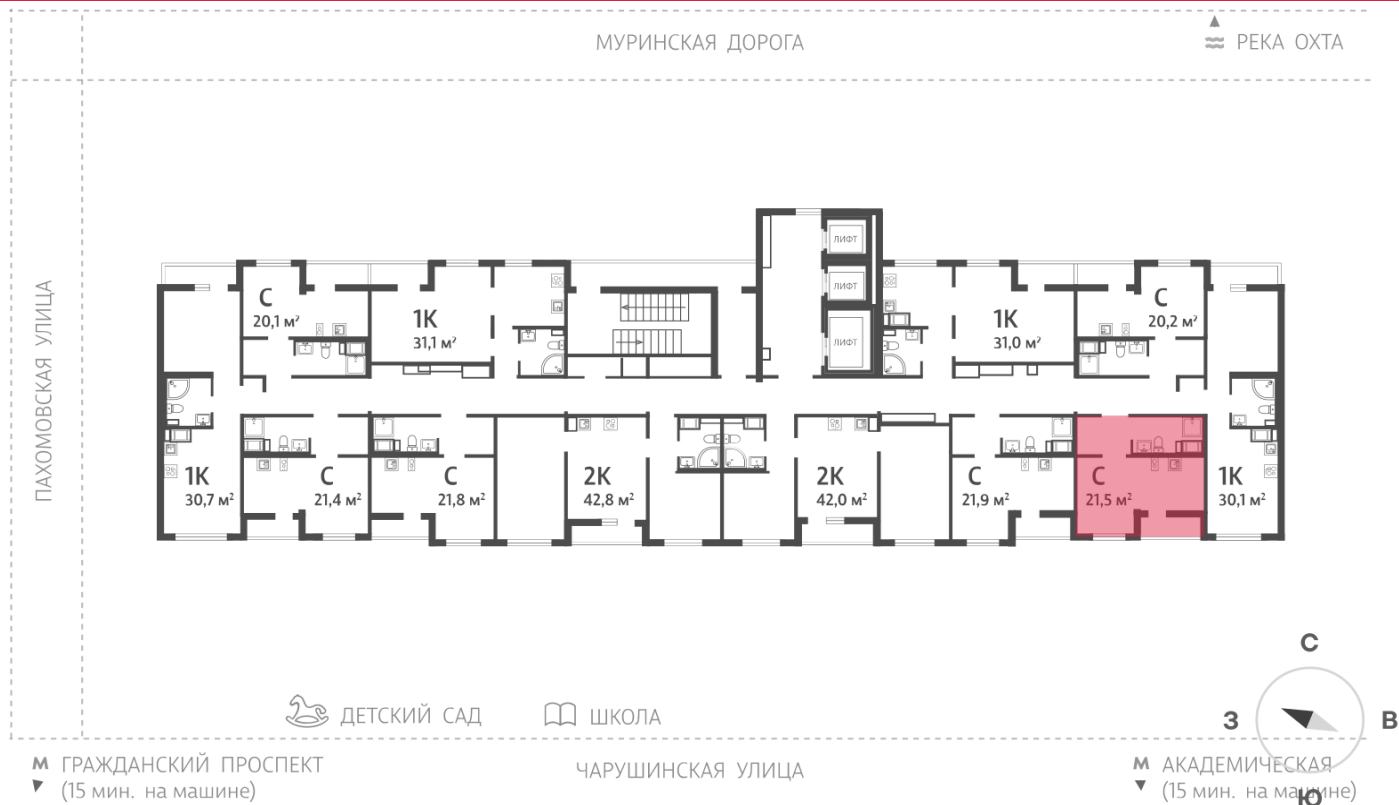 МУРИНСКАЯ ДОРОГА
РЕКА ОХТА
ПАХОМОВСКАЯ УЛИЦА
ЛИФТ
ЛИФТ
ЛИФТ
С
20,1 м²
1К
31,1 м²
1К
31,0 м²
С
20,2 м²
1К
30,7 м²
С
21,4 м²
С
21,8 м²
2К
42,8 м²
2К
42,0 м²
С
21,9 м²
С
21,5 м²
1К
30,1 м²
С
З
В
Ю
ДЕТСКИЙ САД
ШКОЛА
М ГРАЖДАНСКИЙ ПРОСПЕКТ
(15 мин. на машине)
ЧАРУШИНСКАЯ УЛИЦА
М АКАДЕМИЧЕСКАЯ
(15 мин. на машине)